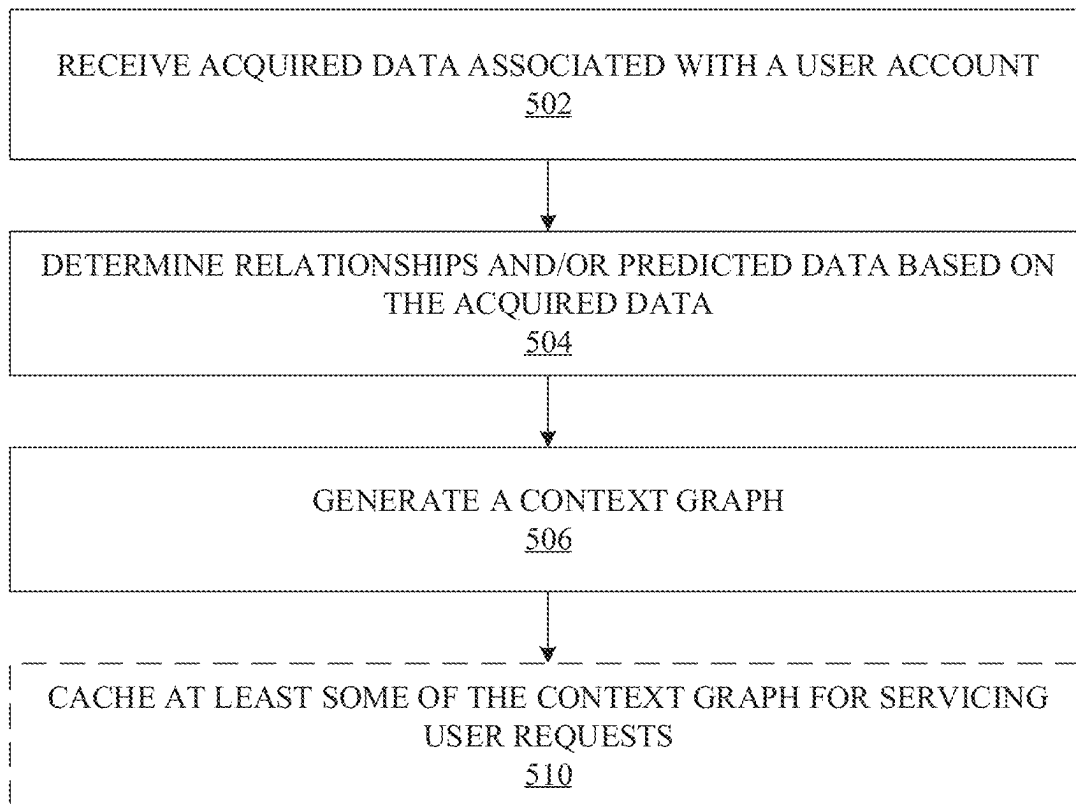 RECEIVE ACQUIRED DATA ASSOCIATED WITH A USER ACCOUNT
502
DETERMINE RELATIONSHIPS AND/OR PREDICTED DATA BASED ON
THE ACQUIRED DATA
504
GENERATE A CONTEXT GRAPH
506
CACHE AT LEAST SOME OF THE CONTEXT GRAPH FOR SERVICING
USER REQUESTS
510